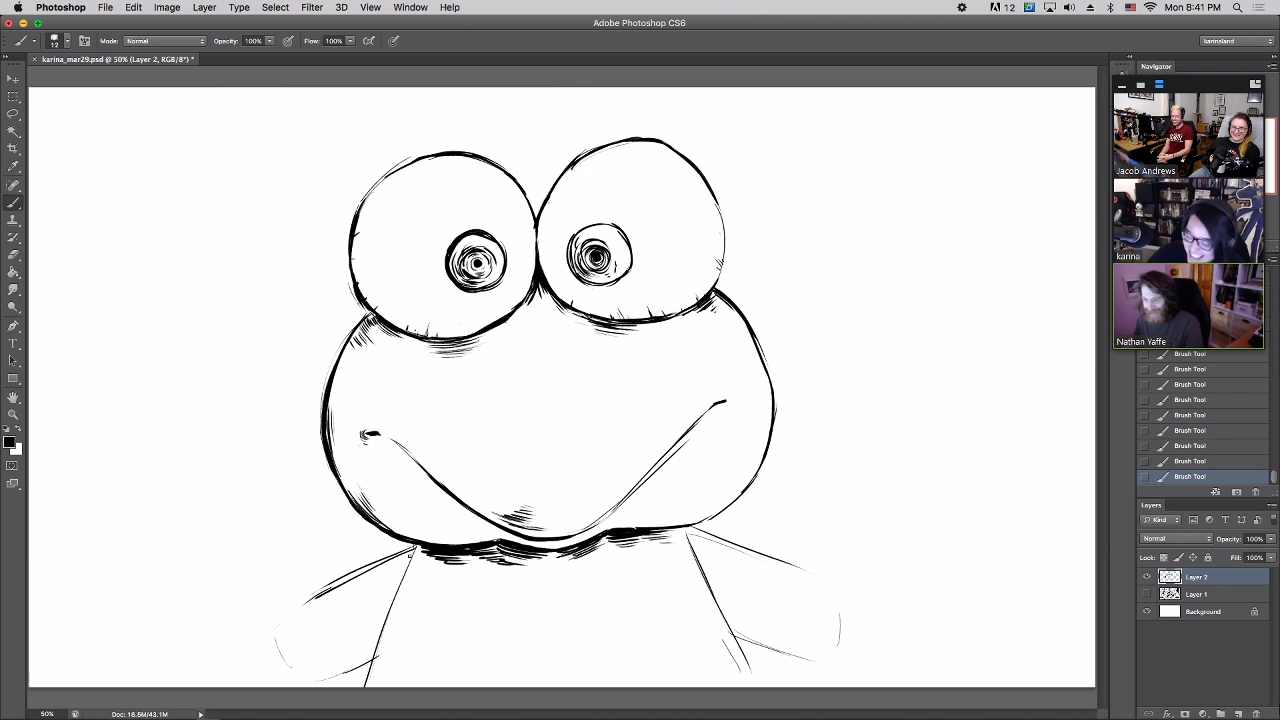 Photoshop File Edit Image Layer Type Select Filter 3D View Window Help 12 Mon 8:41 PM
Adobe Photoshop CS6
12 Mode: Normal Opacity: 100% Flow: 100% karinaland
× karina_mar29.psd @ 50% (Layer 2, RGB/8*) *
Navigator
Jacob Andrews
karina
Nathan Yaffe
Brush Tool
Brush Tool
Brush Tool
Brush Tool
Brush Tool
Brush Tool
Brush Tool
Brush Tool
Brush Tool
Layers
Kind
Normal Opacity: 100%
Lock: Fill: 100%
Layer 2
Layer 1
Background
50% Doc: 16.5M/43.1M